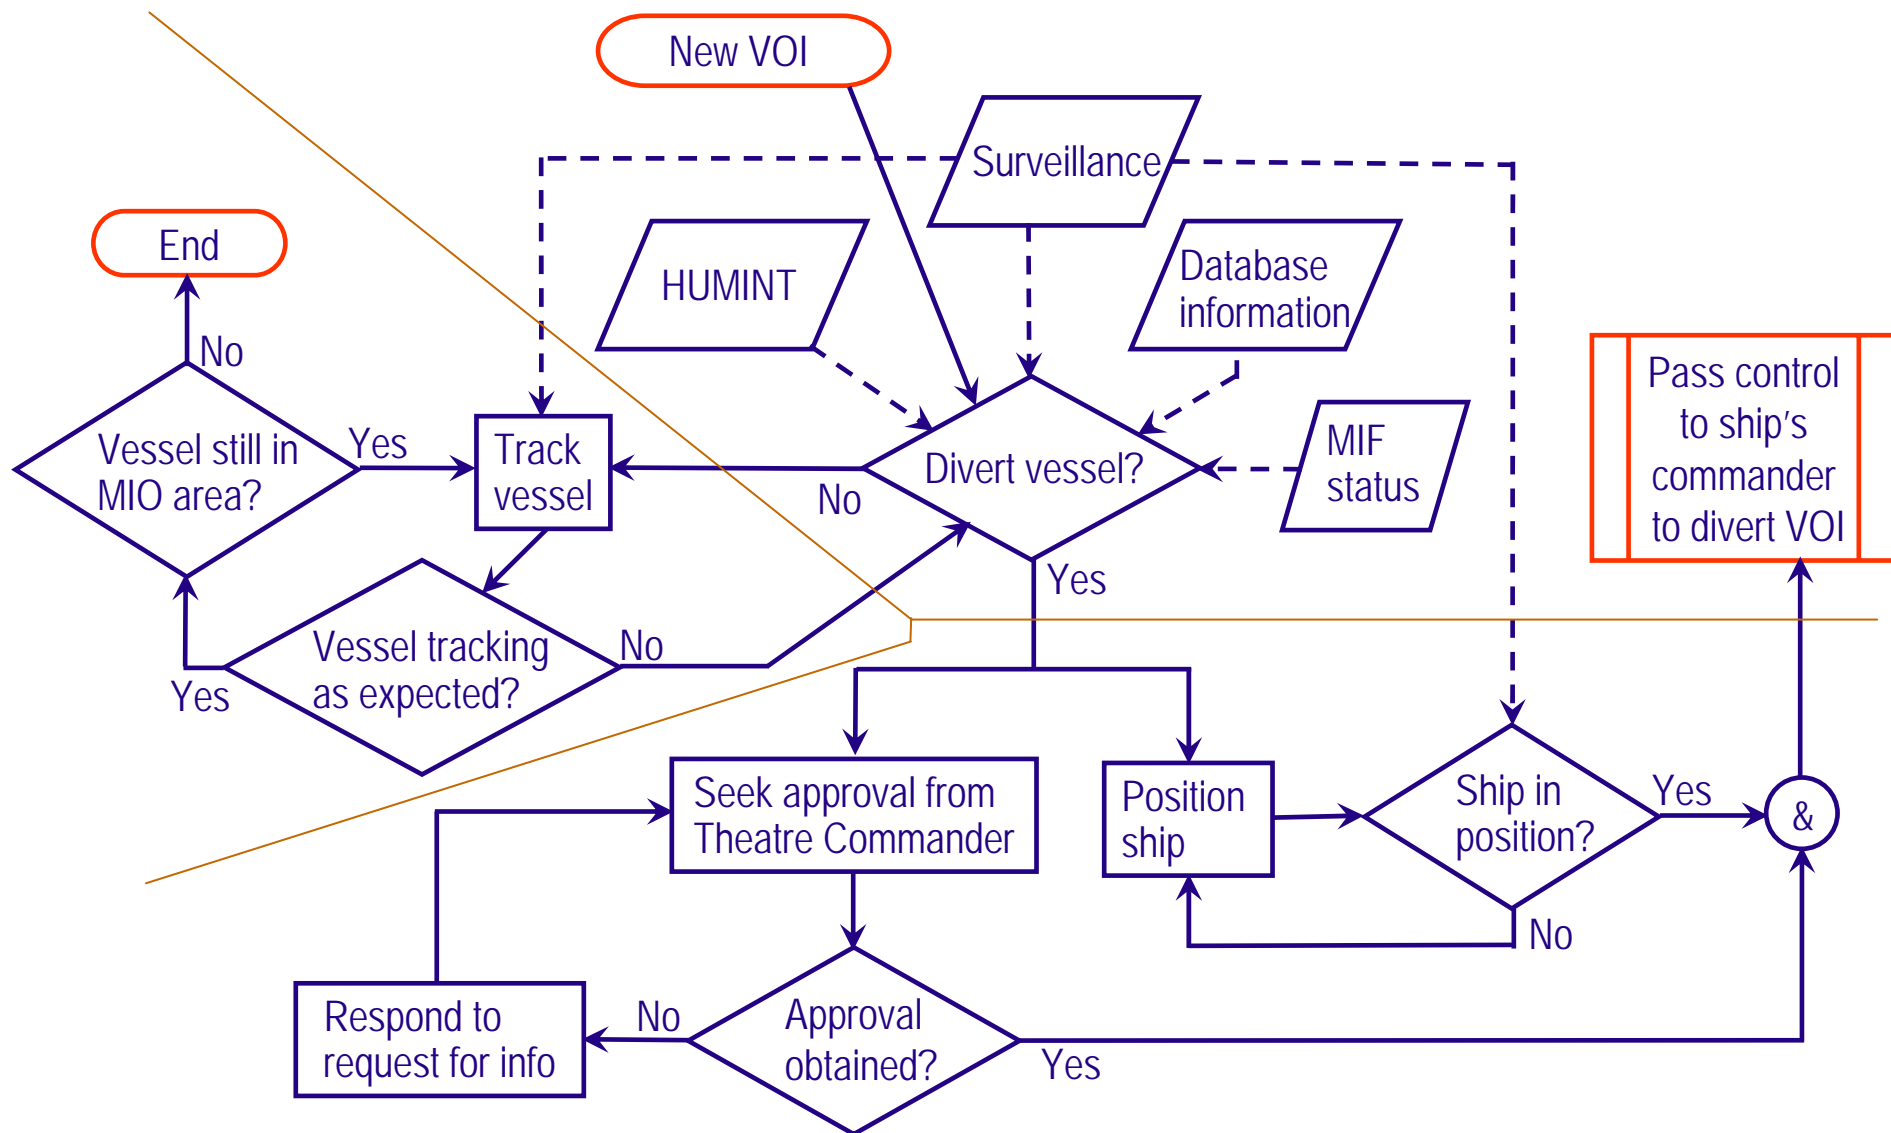 New VOI
Surveillance
End
HUMINT
Database
information
No
Pass control
to ship's
commander
to divert VOI
Vessel still in
MIO area?
Yes
Track
vessel
Divert vessel?
No
MIF
status
Yes
Vessel tracking
as expected?
No
Yes
Seek approval from
Theatre Commander
Position
ship
Ship in
position?
Yes
&
No
Respond to
request for info
No
Approval
obtained?
Yes